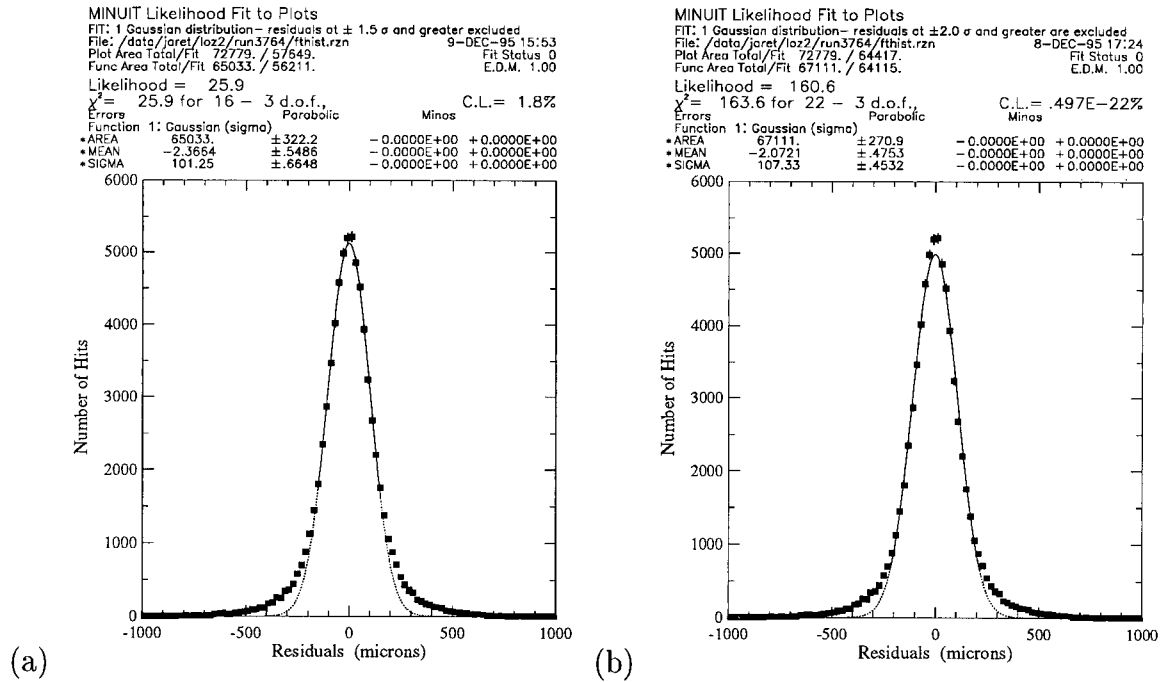 MINUIT Likelihood Fit to Plots
FIT: 1 Gaussian distribution- residuals at ± 1.5 σ and greater excluded
File: /data/jaret/loz2/run3764/fthist.rzn 9-DEC-95 15:53
Plot Area Total/Fit 72779. / 57649. Fit Status 0
Func Area Total/Fit 65033. / 56211. E.D.M. 1.00
Likelihood = 25.9
χ²= 25.9 for 16 - 3 d.o.f., C.L.= 1.8%
Errors Parabolic Minos
Function 1: Gaussian (sigma)
* AREA 65033. ±322.2 -0.0000E+00 +0.0000E+00
* MEAN -2.3664 ±.5486 -0.0000E+00 +0.0000E+00
* SIGMA 101.25 ±.6648 -0.0000E+00 +0.0000E+00
6000
5000
4000
3000
2000
1000
0
Number of Hits
-1000 -500 0 500 1000
Residuals (microns)
(a)
MINUIT Likelihood Fit to Plots
FIT: 1 Gaussian distribution- residuals at ±2.0 σ and greater are excluded
File: /data/jaret/loz2/run3764/fthist.rzn 8-DEC-95 17:24
Plot Area Total/Fit 72779. / 64417. Fit Status 0
Func Area Total/Fit 67111. / 64115. E.D.M. 1.00
Likelihood = 160.6
χ²= 163.6 for 22 - 3 d.o.f., C.L.= .497E-22%
Errors Parabolic Minos
Function 1: Gaussian (sigma)
* AREA 67111. ±270.9 -0.0000E+00 +0.0000E+00
* MEAN -2.0721 ±.4753 -0.0000E+00 +0.0000E+00
* SIGMA 107.33 ±.4532 -0.0000E+00 +0.0000E+00
6000
5000
4000
3000
2000
1000
0
Number of Hits
-1000 -500 0 500 1000
Residuals (microns)
(b)